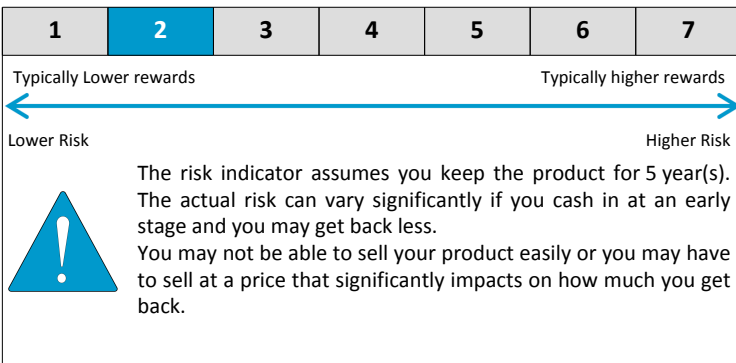 1 2 3 4 5 6 7
Typically Lower rewards Typically higher rewards
Lower Risk Higher Risk
The risk indicator assumes you keep the product for 5 year(s).
The actual risk can vary significantly if you cash in at an early
stage and you may get back less.
You may not be able to sell your product easily or you may have
to sell at a price that significantly impacts on how much you get
back.